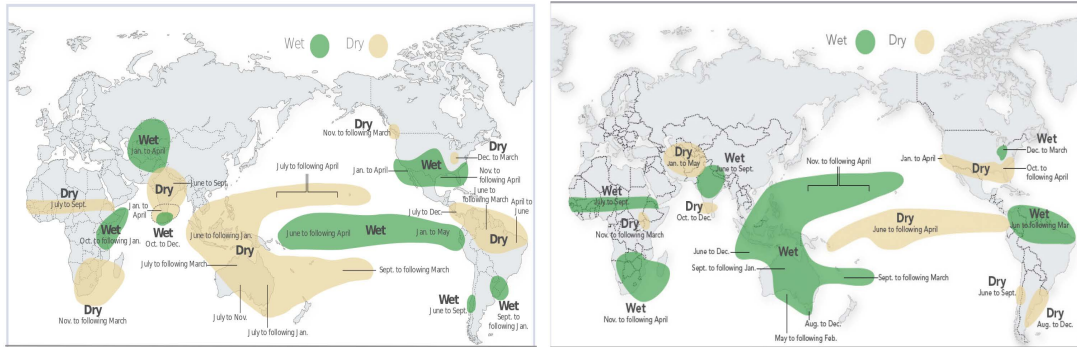 Wet Dry
Dry
Nov. to following March
Wet
Jan. to April
Dry
Dec. to March
July to following April
Jan. to April
Wet
Nov. to
following April
Dry
June to Sept.
June to
following March
April to
June
Dry
July to Sept.
Jan. to
April
July to Dec.
Wet
Oct. to following Jan.
Wet
Oct. to Dec.
June to following Jan.
June to following April
Wet
Jan. to May
Dry
Dry
July to following March
Sept. to following March
Dry
Nov. to following March
July to Nov.
July to following Jan.
Wet
June to Sept.
Wet
Sept. to
following Jan.
Wet Dry
Wet
Dec. to March
Dry
Jan. to May
Wet
June to Sept.
Nov. to following April
Jan. to April
Dry
Oct. to
following April
Wet
July to Sept.
Dry
Nov. to following March
Oct. to Dec.
Dry
June to following April
Wet
Jun to following Mar
June to Dec.
Wet
Sept. to following Jan.
Sept. to following March
Wet
Nov. to following April
Aug. to Dec.
May to following Feb.
Dry
June to Sept.
Dry
Aug. to Dec.